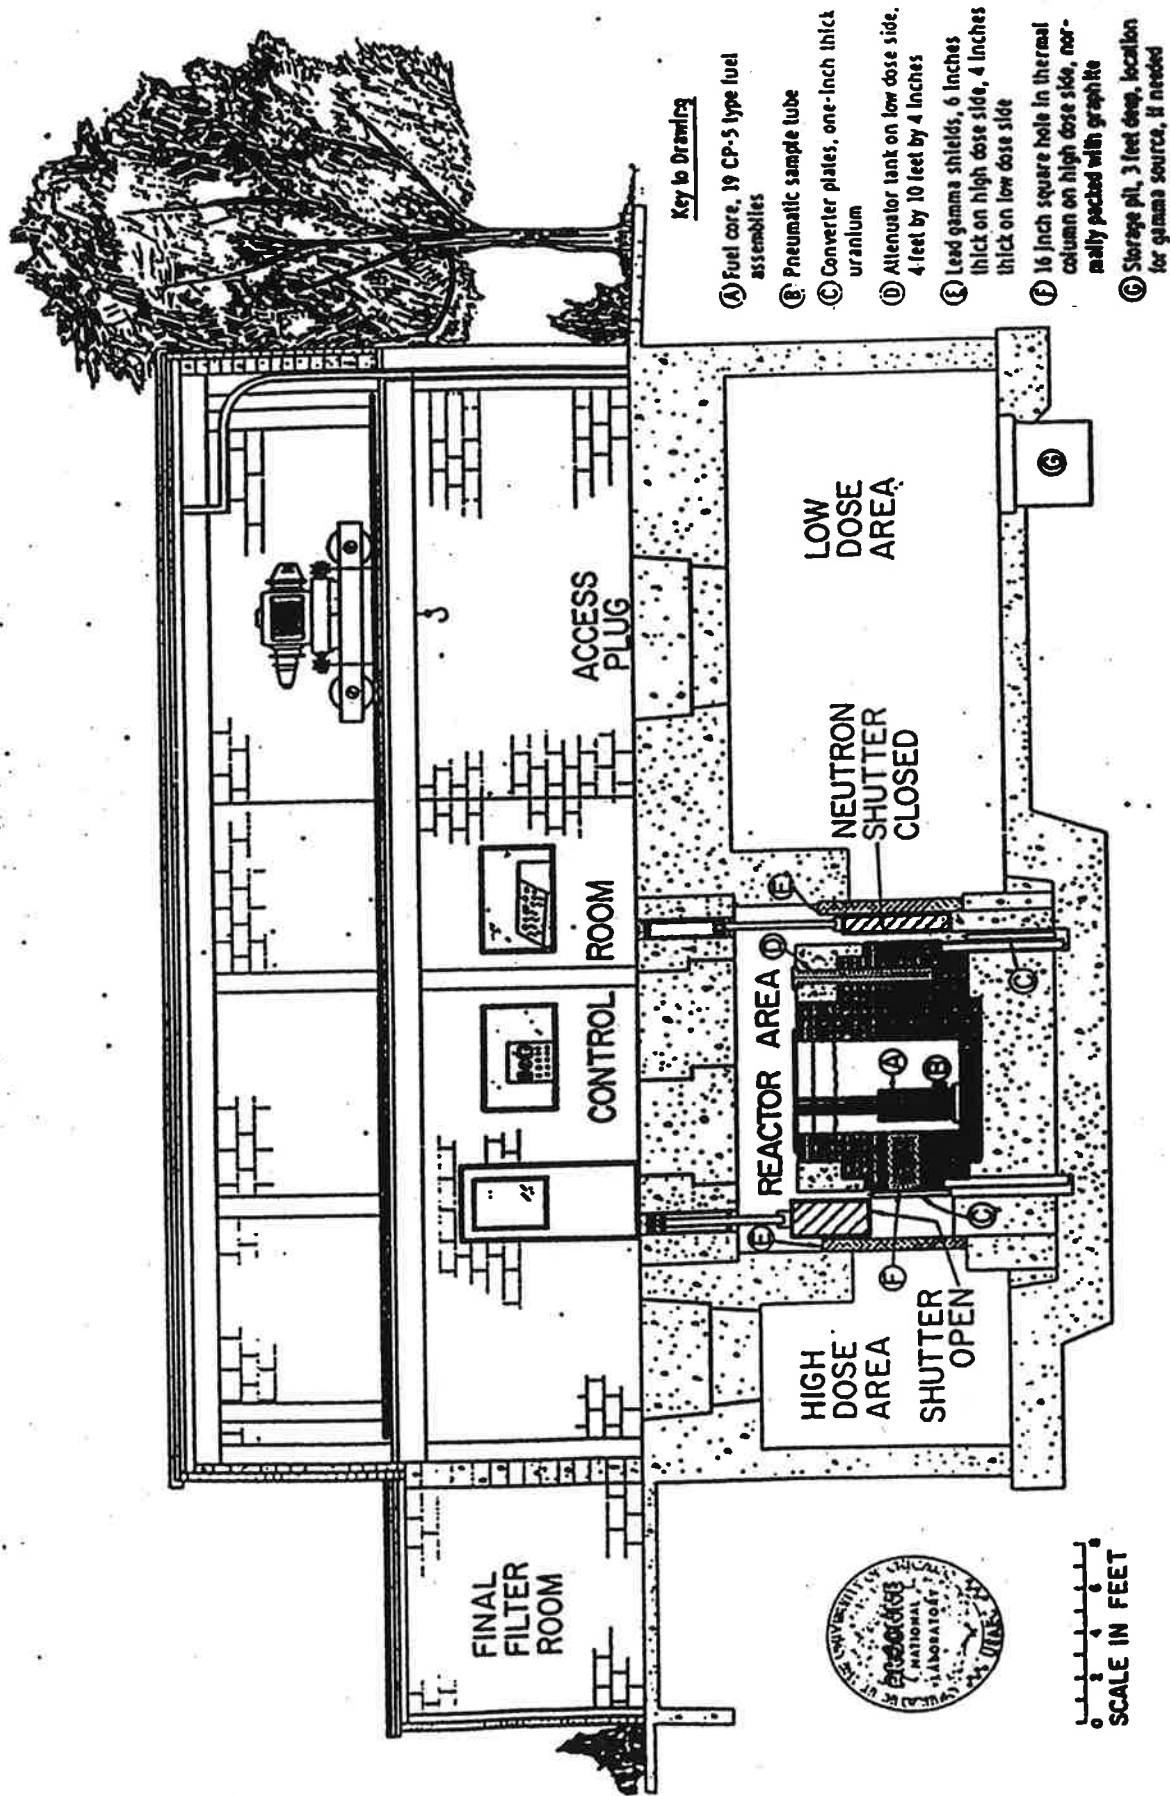 FINAL
FILTER
ROOM
CONTROL ROOM
ACCESS
PLUG
HIGH
DOSE
AREA
SHUTTER
OPEN
REACTOR AREA
NEUTRON
SHUTTER
CLOSED
LOW
DOSE
AREA
E
F
C
A
B
D
E
C
G
NATIONAL
LABORATORY
0 2 4 6 8
SCALE IN FEET
Key to Drawing
A Fuel core, 19 CP-5 type fuel
assemblies
B Pneumatic sample tube
C Converter plates, one-inch thick
uranium
D Attenuator tank on low dose side,
4 feet by 10 feet by 4 inches
E Lead gamma shields, 6 inches
thick on high dose side, 4 inches
thick on low dose side
F 16 inch square hole in thermal
column on high dose side, nor-
mally packed with graphite
G Storage pit, 3 feet deep, location
for gamma source, if needed